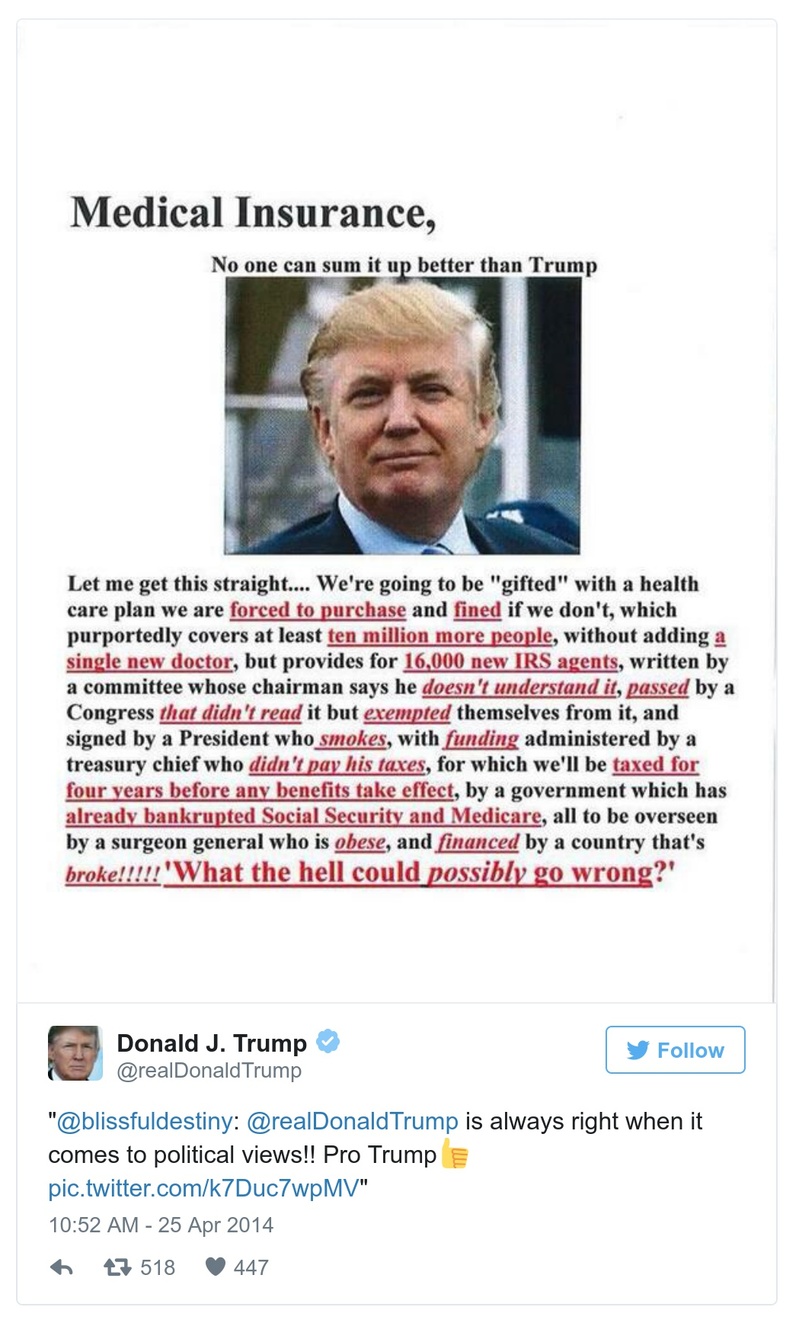 Medical Insurance,
No one can sum it up better than Trump
Let me get this straight.... We're going to be "gifted" with a health
care plan we are forced to purchase and fined if we don't, which
purportedly covers at least ten million more people, without adding a
single new doctor, but provides for 16,000 new IRS agents, written by
a committee whose chairman says he doesn't understand it, passed by a
Congress that didn't read it but exempted themselves from it, and
signed by a President who smokes, with funding administered by a
treasury chief who didn't pay his taxes, for which we'll be taxed for
four years before any benefits take effect, by a government which has
already bankrupted Social Security and Medicare, all to be overseen
by a surgeon general who is obese, and financed by a country that's
broke!!!!! 'What the hell could possibly go wrong?'
Donald J. Trump
@realDonaldTrump
Follow
"@blissfuldestiny: @realDonaldTrump is always right when it
comes to political views!! Pro Trump👍
pic.twitter.com/k7Duc7wpMV"
10:52 AM - 25 Apr 2014
518 447